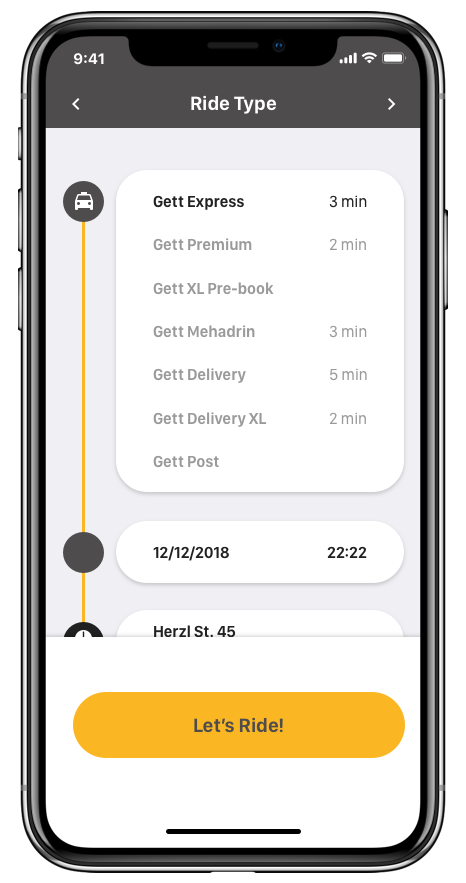 9:41
Ride Type
Gett Express 3 min
Gett Premium 2 min
Gett XL Pre-book
Gett Mehadrin 3 min
Gett Delivery 5 min
Gett Delivery XL 2 min
Gett Post
12/12/2018 22:22
Herzl St. 45
Let’s Ride!